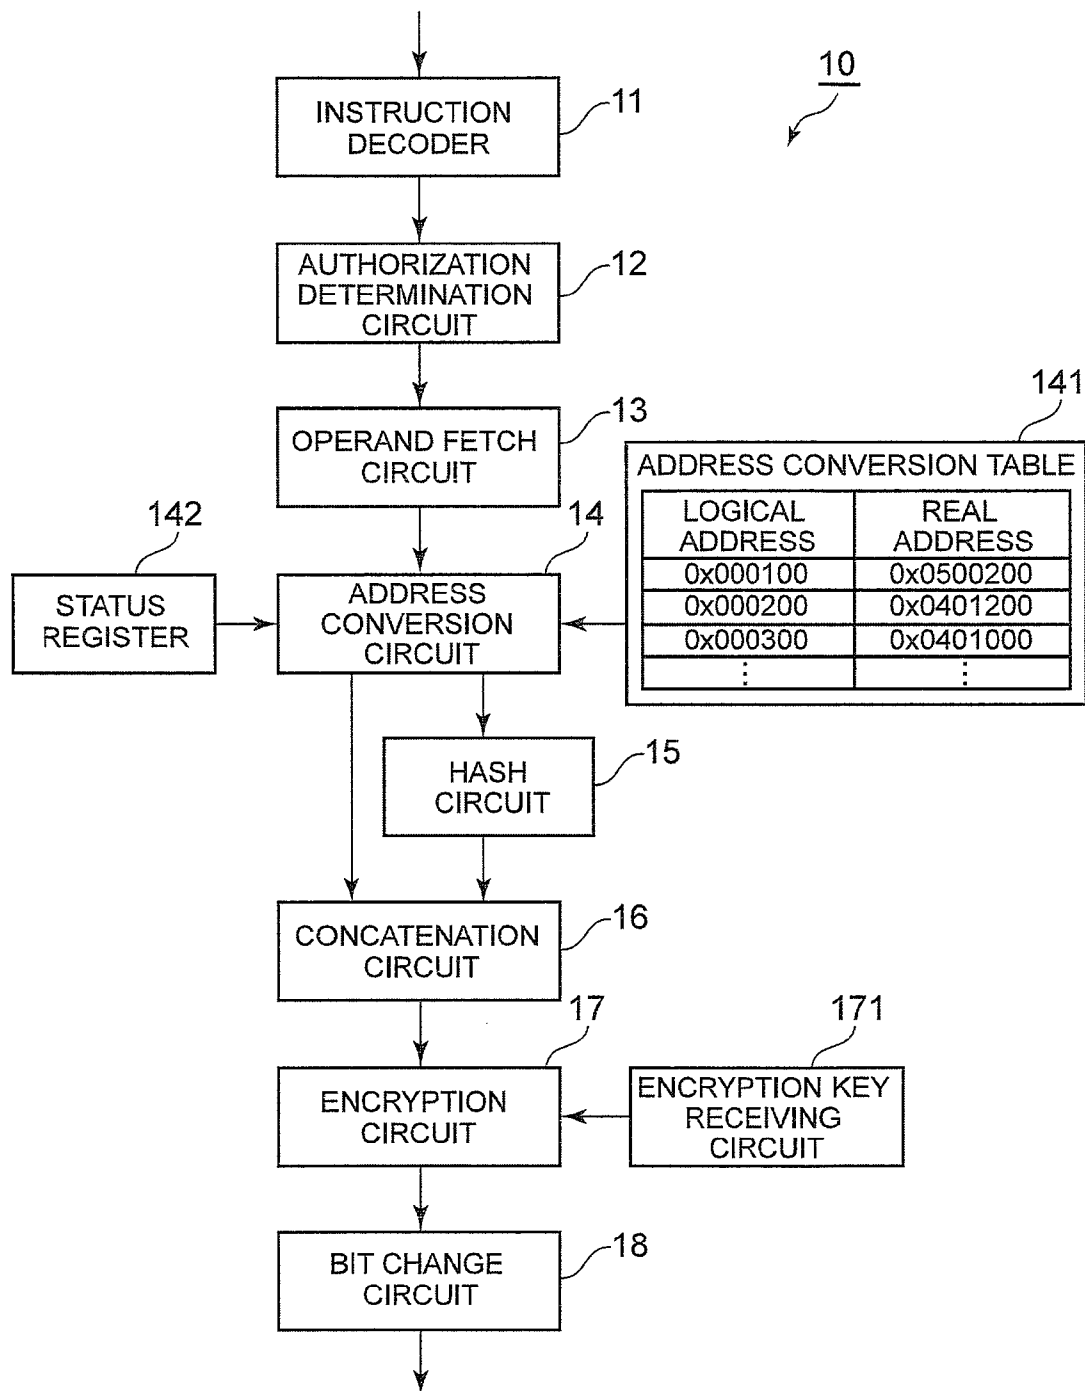 10
INSTRUCTION
DECODER
11
AUTHORIZATION
DETERMINATION
CIRCUIT
12
OPERAND FETCH
CIRCUIT
13
141
ADDRESS CONVERSION TABLE
LOGICAL ADDRESS
REAL ADDRESS
0x000100 0x0500200
0x000200 0x0401200
0x000300 0x0401000
⋮ ⋮
142
STATUS
REGISTER
14
ADDRESS
CONVERSION
CIRCUIT
HASH
CIRCUIT
15
CONCATENATION
CIRCUIT
16
17
ENCRYPTION
CIRCUIT
171
ENCRYPTION KEY
RECEIVING
CIRCUIT
BIT CHANGE
CIRCUIT
18